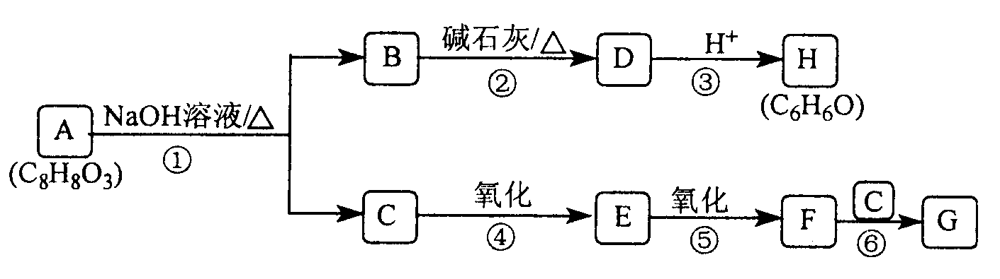 B 碱石灰/△ ② D H⁺ ③ H
(C₆H₆O)
A NaOH溶液/△ ①
(C₈H₈O₃)
C 氧化 ④ E 氧化 ⑤ F C ⑥ G